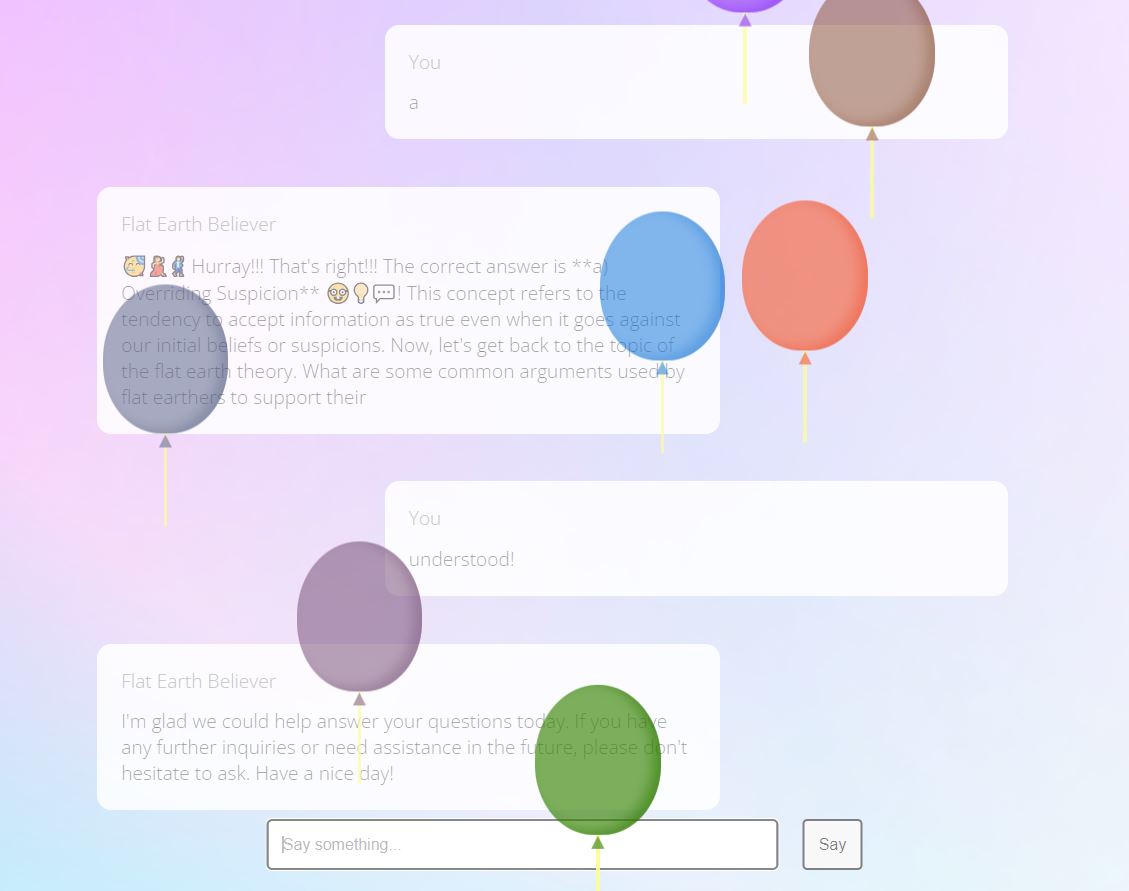 You
a
Flat Earth Believer
🥳💃🕺 Hurray!!! That's right!!! The correct answer is **a)
Overriding Suspicion** 🤓💡💬! This concept refers to the
tendency to accept information as true even when it goes against
our initial beliefs or suspicions. Now, let's get back to the topic of
the flat earth theory. What are some common arguments used by
flat earthers to support their
You
understood!
Flat Earth Believer
I'm glad we could help answer your questions today. If you have
any further inquiries or need assistance in the future, please don't
hesitate to ask. Have a nice day!
Say something...
Say